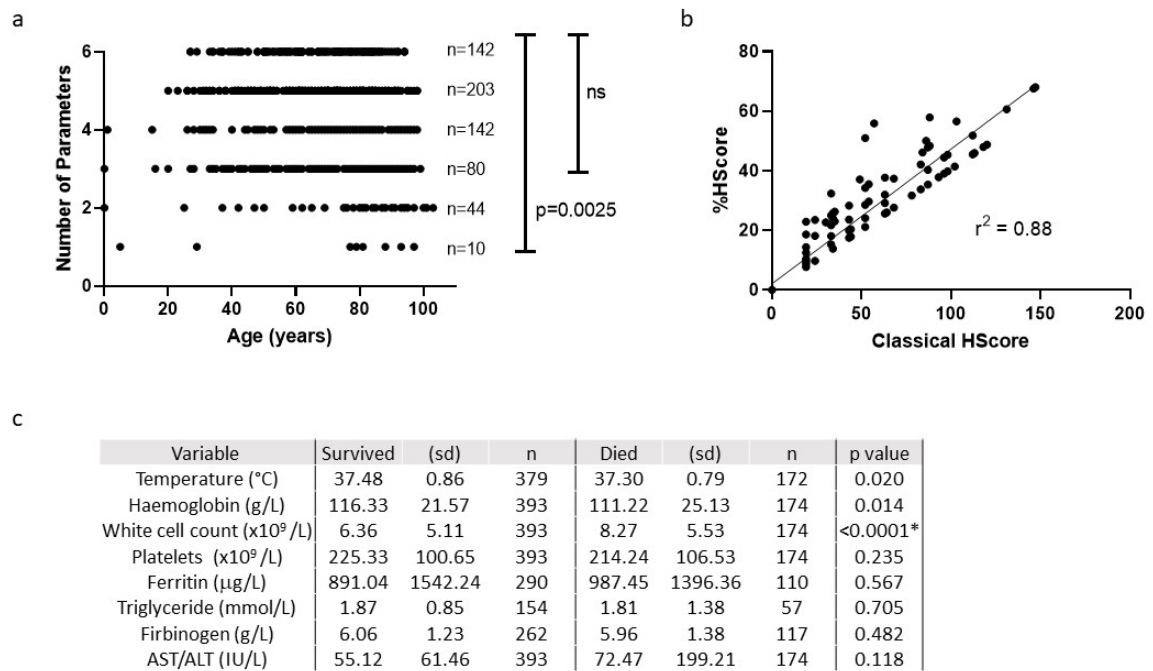 a
Number of Parameters
6
4
2
0
n=142
n=203
n=142
n=80
n=44
n=10
ns
p=0.0025
0
20
40
60
80
100
Age (years)
b
%HScore
80
60
40
20
0
r² = 0.88
0
50
100
150
200
Classical HScore
c
Variable Survived (sd) n Died (sd) n p value
Temperature (°C) 37.48 0.86 379 37.30 0.79 172 0.020
Haemoglobin (g/L) 116.33 21.57 393 111.22 25.13 174 0.014
White cell count (x10⁹/L) 6.36 5.11 393 8.27 5.53 174 <0.0001*
Platelets (x10⁹/L) 225.33 100.65 393 214.24 106.53 174 0.235
Ferritin (µg/L) 891.04 1542.24 290 987.45 1396.36 110 0.567
Triglyceride (mmol/L) 1.87 0.85 154 1.81 1.38 57 0.705
Firbinogen (g/L) 6.06 1.23 262 5.96 1.38 117 0.482
AST/ALT (IU/L) 55.12 61.46 393 72.47 199.21 174 0.118